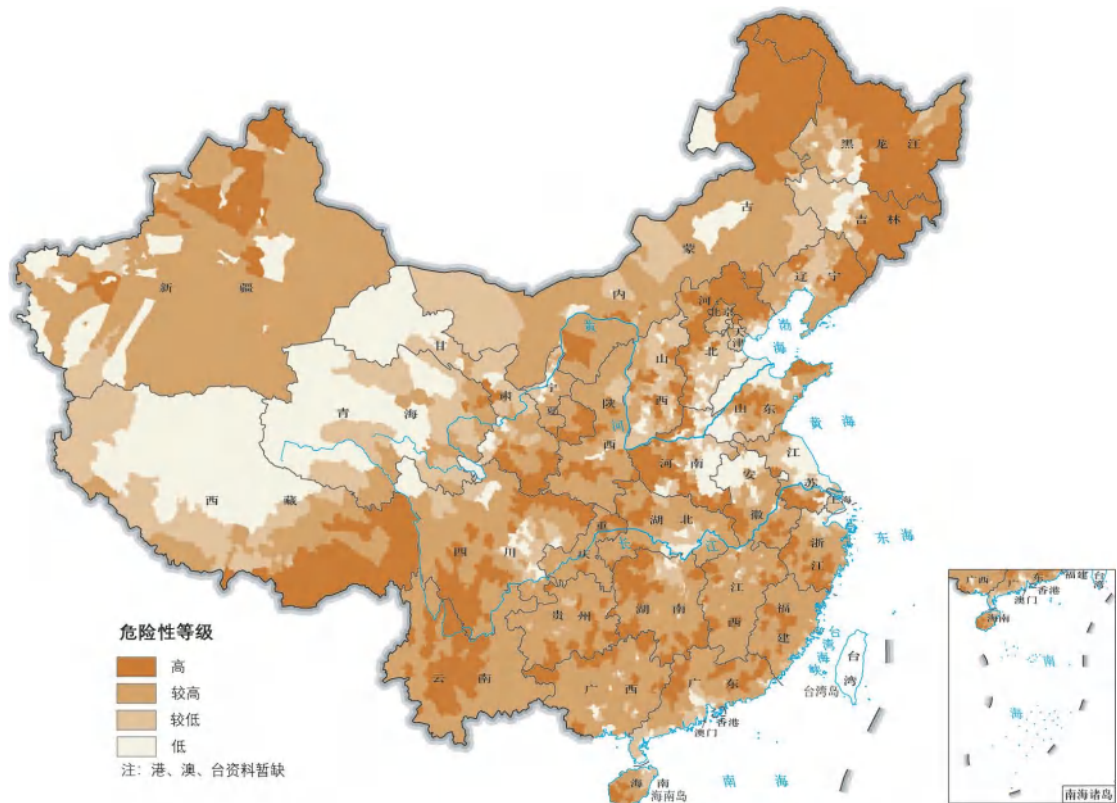 黑龙江
吉林
辽宁
内蒙古
新疆
甘肃
青海
西藏
宁夏
陕西
山西
河北
北京
天津
山东
河南
江苏
安徽
上海
湖北
重庆
四川
浙江
江西
湖南
贵州
福建
云南
广西
广东
台湾
海南
香港
澳门
台湾岛
海南岛
台湾海峡
渤海
黄海
东海
南海
黄河
长江
危险性等级
高
较高
较低
低
注：港、澳、台资料暂缺
广西
广东
福建
台湾
香港
澳门
海南
南海
南海诸岛